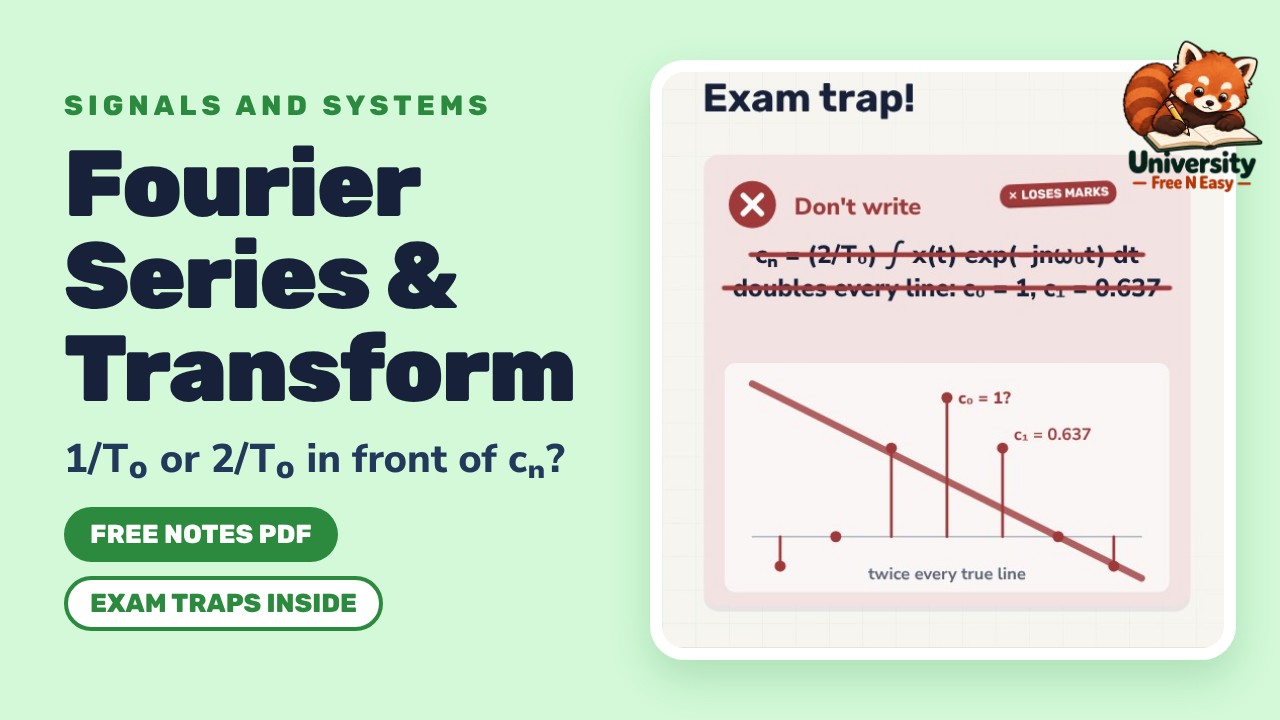 SIGNALS AND SYSTEMS
Fourier
Series &
Transform
1/T₀ or 2/T₀ in front of cₙ?
FREE NOTES PDF
EXAM TRAPS INSIDE
Exam trap!
University
Free N Easy
Don't write
× LOSES MARKS
cₙ = (2/T₀) ∫ x(t) exp(−jnω₀t) dt
doubles every line: c₀ = 1, c₁ = 0.637
c₀ = 1?
c₁ = 0.637
twice every true line